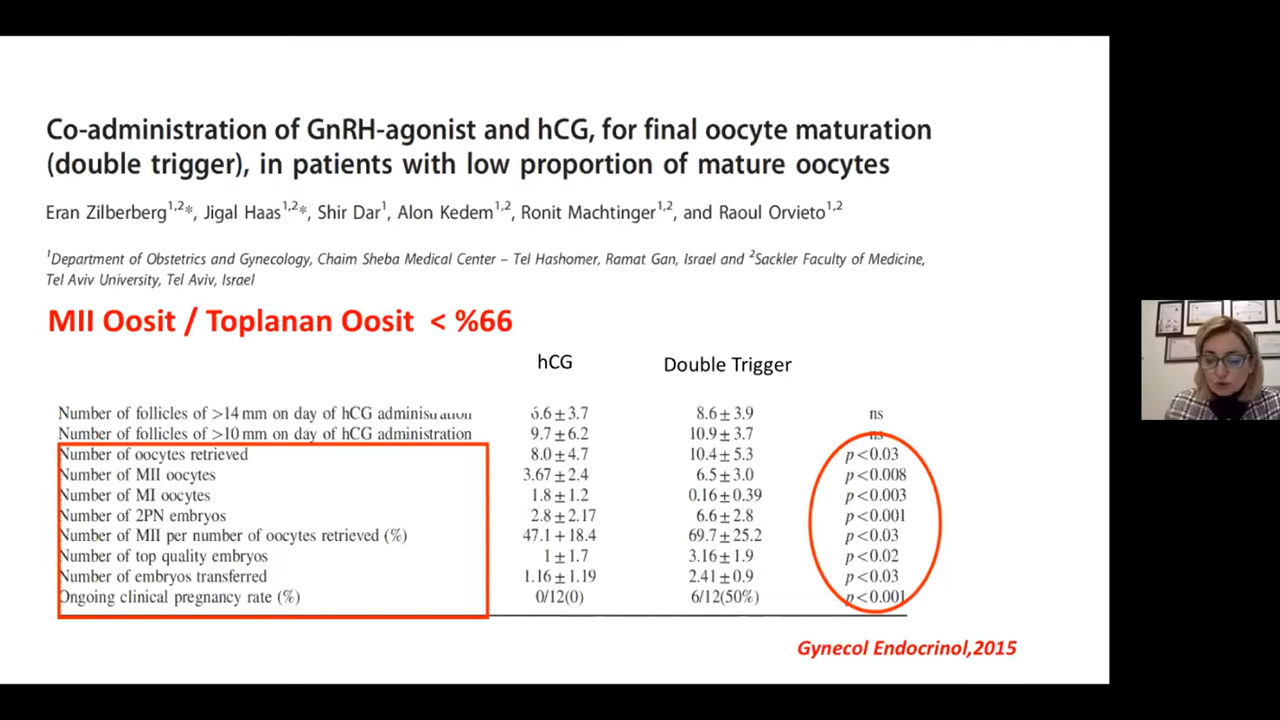 Co-administration of GnRH-agonist and hCG, for final oocyte maturation
(double trigger), in patients with low proportion of mature oocytes
Eran Zilberberg1,2*, Jigal Haas1,2*, Shir Dar1, Alon Kedem1,2, Ronit Machtinger1,2, and Raoul Orvieto1,2
1Department of Obstetrics and Gynecology, Chaim Sheba Medical Center – Tel Hashomer, Ramat Gan, Israel and 2Sackler Faculty of Medicine,
Tel Aviv University, Tel Aviv, Israel
MII Oosit / Toplanan Oosit < %66
hCG Double Trigger
Number of follicles of >14 mm on day of hCG administration 6.6 ± 3.7 8.6 ± 3.9 ns
Number of follicles of >10 mm on day of hCG administration 9.7 ± 6.2 10.9 ± 3.7 ns
Number of oocytes retrieved 8.0 ± 4.7 10.4 ± 5.3 p<0.03
Number of MII oocytes 3.67 ± 2.4 6.5 ± 3.0 p<0.008
Number of MI oocytes 1.8 ± 1.2 0.16 ± 0.39 p<0.003
Number of 2PN embryos 2.8 ± 2.17 6.6 ± 2.8 p<0.001
Number of MII per number of oocytes retrieved (%) 47.1 + 18.4 69.7 ± 25.2 p<0.03
Number of top quality embryos 1 ± 1.7 3.16 ± 1.9 p<0.02
Number of embryos transferred 1.16 ± 1.19 2.41 ± 0.9 p<0.03
Ongoing clinical pregnancy rate (%) 0/12(0) 6/12(50%) p<0.001
Gynecol Endocrinol,2015